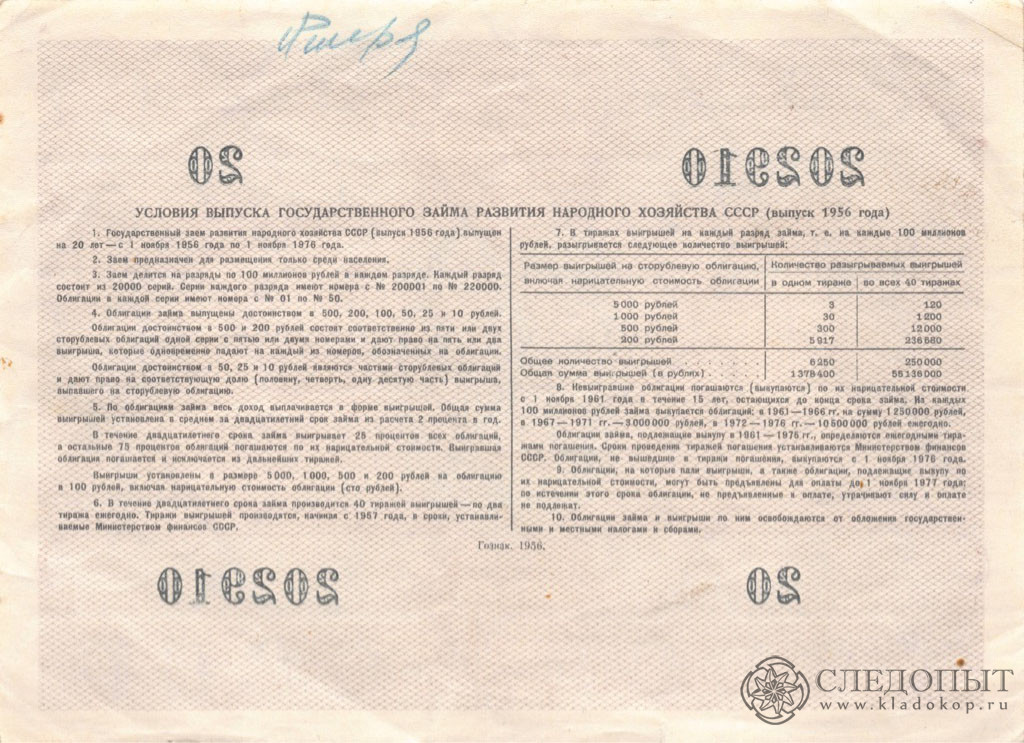 20
202910
УСЛОВИЯ ВЫПУСКА ГОСУДАРСТВЕННОГО ЗАЙМА РАЗВИТИЯ НАРОДНОГО ХОЗЯЙСТВА СССР (выпуск 1956 года)
1. Государственный заем развития народного хозяйства СССР (выпуск 1956 года) выпущен
на 20 лет — с 1 ноября 1956 года по 1 ноября 1976 года.
2. Заем предназначен для размещения только среди населения.
3. Заем делится на разряды по 100 миллионов рублей в каждом разряде. Каждый разряд
состоит из 20000 серий. Серии каждого разряда имеют номера с № 200001 по № 220000.
Облигации в каждой серии имеют номера с № 01 по № 50.
4. Облигации займа выпущены достоинством в 500, 200, 100, 50, 25 и 10 рублей.
Облигации достоинством в 500 и 200 рублей состоят соответственно из пяти или двух
сторублевых облигаций одной серии с пятью или двумя номерами и дают право на пять или два
выигрыша, которые одновременно падают на каждый из номеров, обозначенных на облигации.
Облигации достоинством в 50, 25 и 10 рублей являются частями сторублевых облигаций
и дают право на соответствующую долю (половину, четверть, одну десятую часть) выигрыша,
выпавшего на сторублевую облигацию.
5. По облигациям займа весь доход выплачивается в форме выигрышей. Общая сумма
выигрышей установлена в среднем за двадцатилетний срок займа из расчета 2 процента в год.
В течение двадцатилетнего срока займа выигрывает 25 процентов всех облигаций,
а остальные 75 процентов облигаций погашаются по их нарицательной стоимости. Выигравшая
облигация погашается и исключается из дальнейших тиражей.
Выигрыши установлены в размере 5000, 1000, 500 и 200 рублей на облигацию
в 100 рублей, включая нарицательную стоимость облигации (сто рублей).
6. В течение двадцатилетнего срока займа производится 40 тиражей выигрышей — по два
тиража ежегодно. Тиражи выигрышей производятся, начиная с 1957 года, в сроки, устанавли-
ваемые Министерством финансов СССР.
7. В тиражах выигрышей на каждый разряд займа, т. е. на каждые 100 миллионов
рублей, разыгрывается следующее количество выигрышей:
Размер выигрышей на сторублевую облигацию, включая нарицательную стоимость облигации
Количество разыгрываемых выигрышей
в одном тираже во всех 40 тиражах
5000 рублей 3 120
1000 рублей 30 1200
500 рублей 300 12000
200 рублей 5917 236680
Общее количество выигрышей . . . . 6250 250000
Общая сумма выигрышей (в рублях) . . . . . 1378400 55136000
8. Невыигравшие облигации погашаются (выкупаются) по их нарицательной стоимости
с 1 ноября 1961 года в течение 15 лет, остающихся до конца срока займа. На каждые
100 миллионов рублей займа выкупается облигаций: в 1961—1966 гг. на сумму 1250000 рублей,
в 1967—1971 гг. — 3000000 рублей, в 1972—1976 гг. — 10500000 рублей ежегодно.
Облигации займа, подлежащие выкупу в 1961—1975 гг., определяются ежегодными тира-
жами погашения. Сроки проведения тиражей погашения устанавливаются Министерством финансов
СССР. Облигации, не вышедшие в тиражи погашения, выкупаются с 1 ноября 1976 года.
9. Облигации, на которые пали выигрыши, а также облигации, подлежащие выкупу по
их нарицательной стоимости, могут быть предъявлены для оплаты до 1 ноября 1977 года;
по истечении этого срока облигации, не предъявленные к оплате, утрачивают силу и оплате
не подлежат.
10. Облигации займа и выигрыши по ним освобождаются от обложения государствен-
ными и местными налогами и сборами.
Гознак. 1956.
202910
20
СЛЕДОПЫТ
www.kladokop.ru